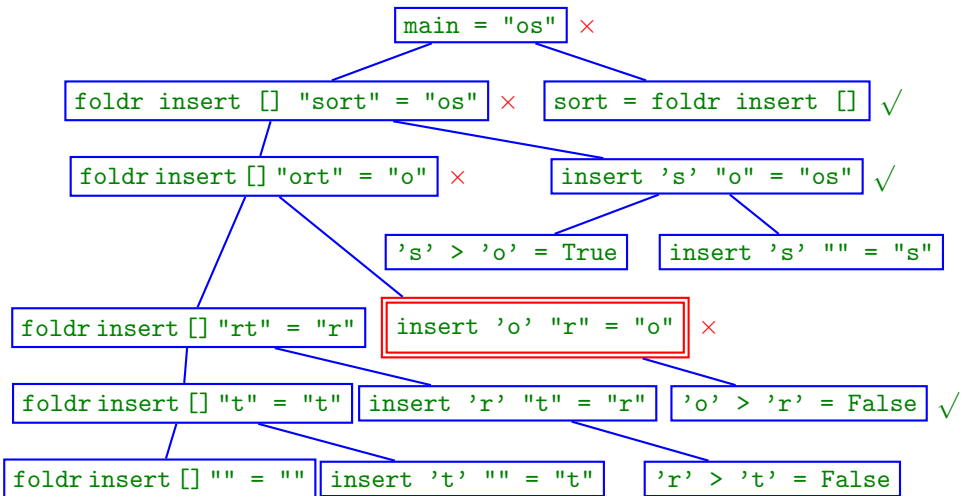 main = "os" ×
foldr insert [] "sort" = "os" × sort = foldr insert [] √
foldr insert [] "ort" = "o" × insert ’s’ "o" = "os" √
’s’ > ’o’ = True insert ’s’ "" = "s"
foldr insert [] "rt" = "r" insert ’o’ "r" = "o" ×
foldr insert [] "t" = "t" insert ’r’ "t" = "r" ’o’ > ’r’ = False √
foldr insert [] "" = "" insert ’t’ "" = "t" ’r’ > ’t’ = False